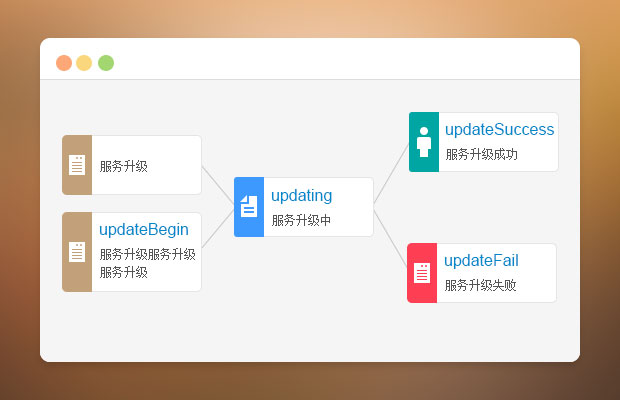 服务升级
updateBegin
服务升级服务升级
服务升级
updating
服务升级中
updateSuccess
服务升级成功
updateFail
服务升级失败